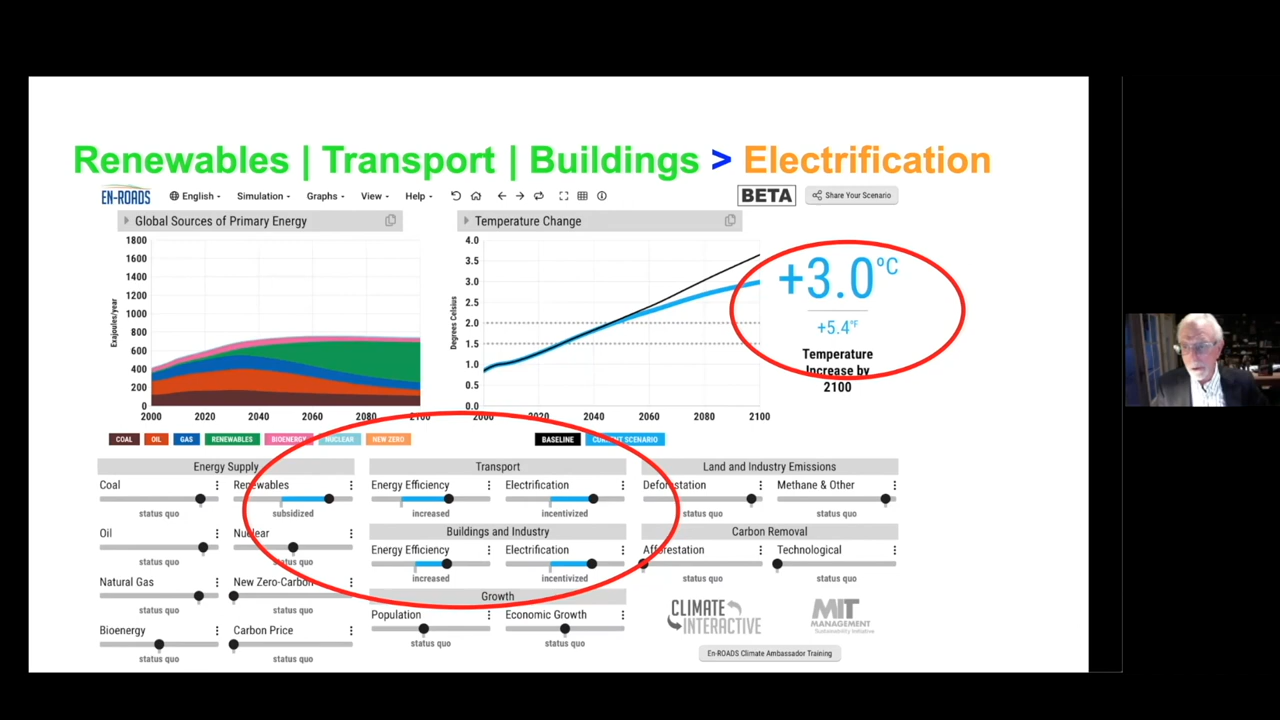 Renewables | Transport | Buildings > Electrification
EN-ROADS English Simulation Graphs View Help BETA Share Your Scenario
Global Sources of Primary Energy
Temperature Change
1800
1600
1400
1200
1000
800
600
400
200
0
Exajoules/year
2000 2020 2040 2060 2080 2100
4.0
3.5
3.0
2.5
2.0
1.5
1.0
0.5
0.0
Degrees Celsius
2000 2020 2040 2060 2080 2100
+3.0 ºC
+5.4°F
Temperature
Increase by
2100
COAL OIL GAS RENEWABLES BIOENERGY NUCLEAR NEW ZERO
BASELINE CURRENT SCENARIO
Energy Supply
Coal
status quo
Renewables
subsidized
Oil
status quo
Nuclear
status quo
Natural Gas
status quo
New Zero-Carbon
status quo
Bioenergy
status quo
Carbon Price
status quo
Transport
Energy Efficiency
increased
Electrification
incentivized
Buildings and Industry
Energy Efficiency
increased
Electrification
incentivized
Growth
Population
status quo
Economic Growth
status quo
Land and Industry Emissions
Deforestation
status quo
Methane & Other
status quo
Carbon Removal
Afforestation
status quo
Technological
status quo
CLIMATE
INTERACTIVE
MIT
MANAGEMENT
Sustainability Initiative
En-ROADS Climate Ambassador Training